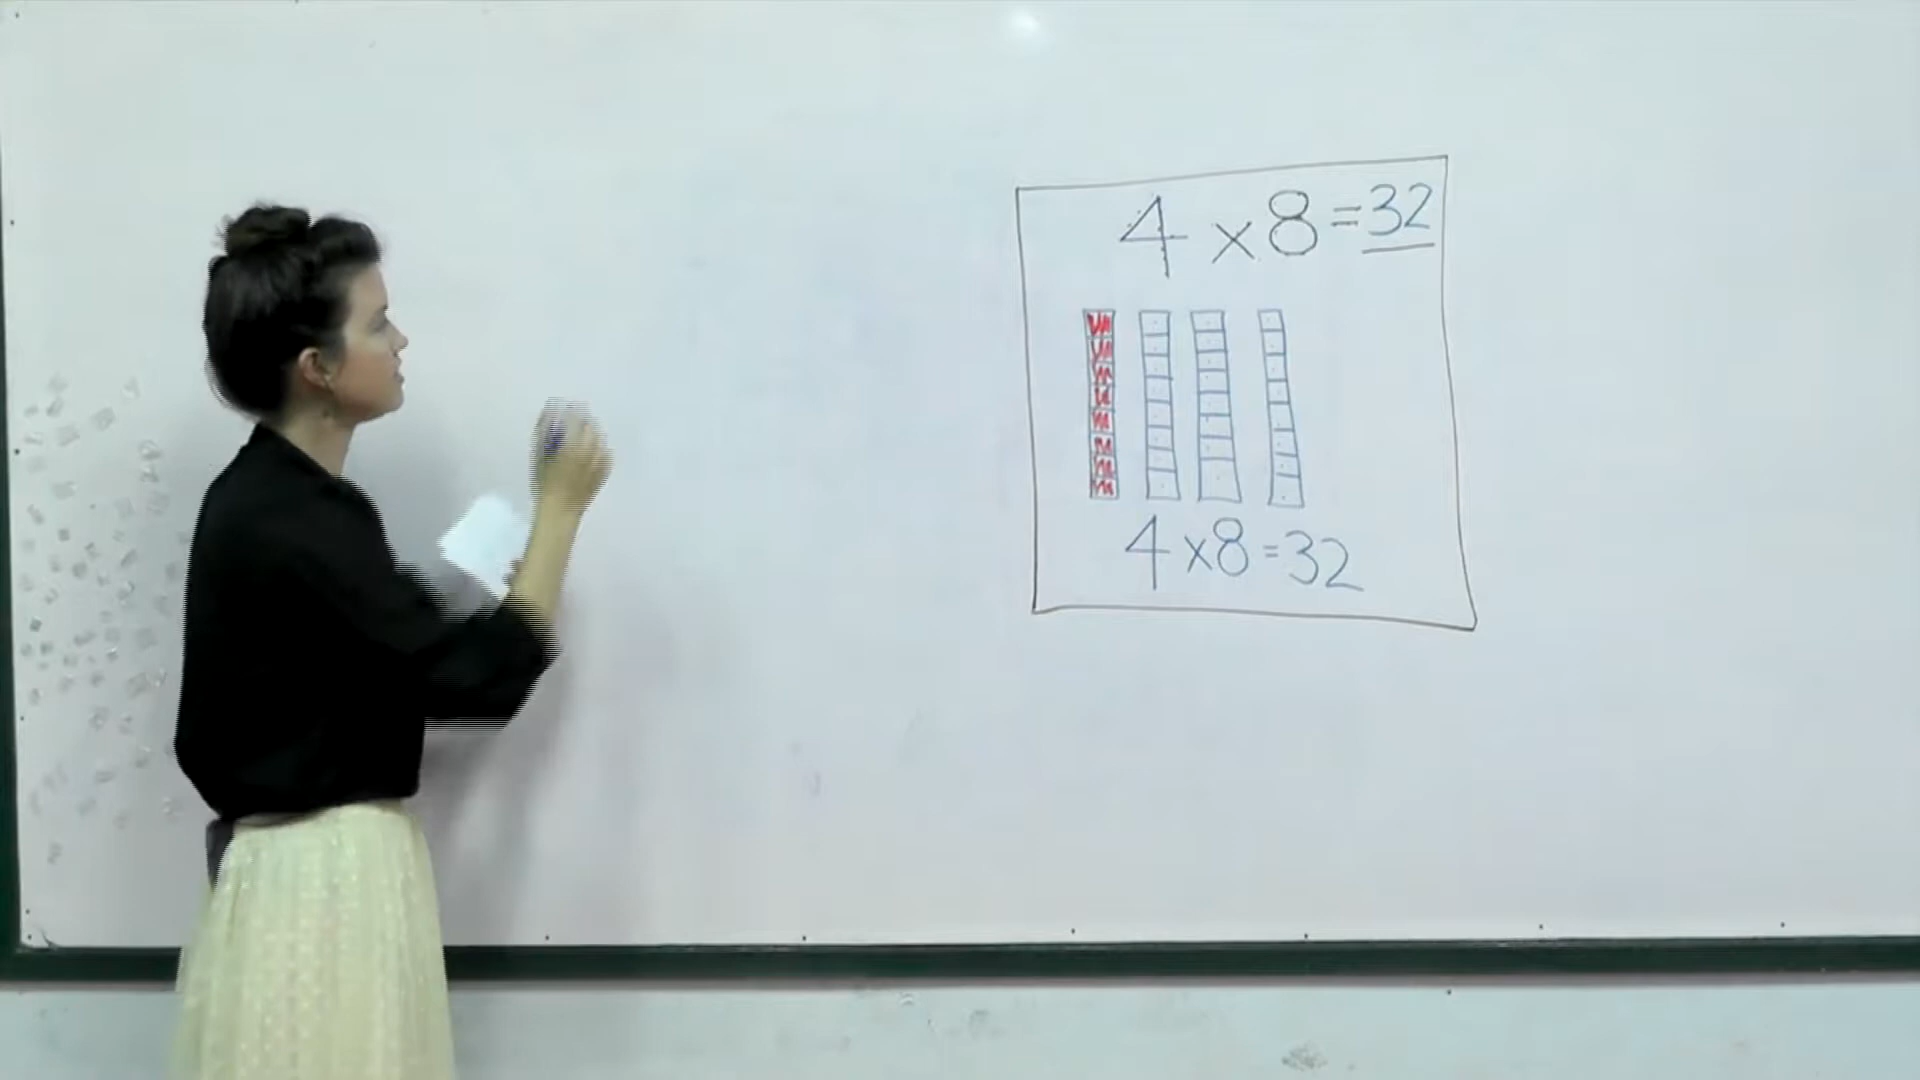 4 x 8 = 32
4 x 8 = 32